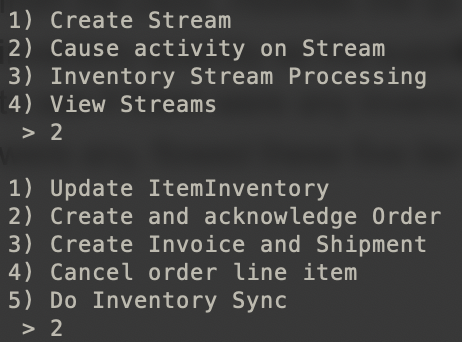 1) Create Stream
2) Cause activity on Stream
3) Inventory Stream Processing
4) View Streams
> 2
1) Update ItemInventory
2) Create and acknowledge Order
3) Create Invoice and Shipment
4) Cancel order line item
5) Do Inventory Sync
> 2